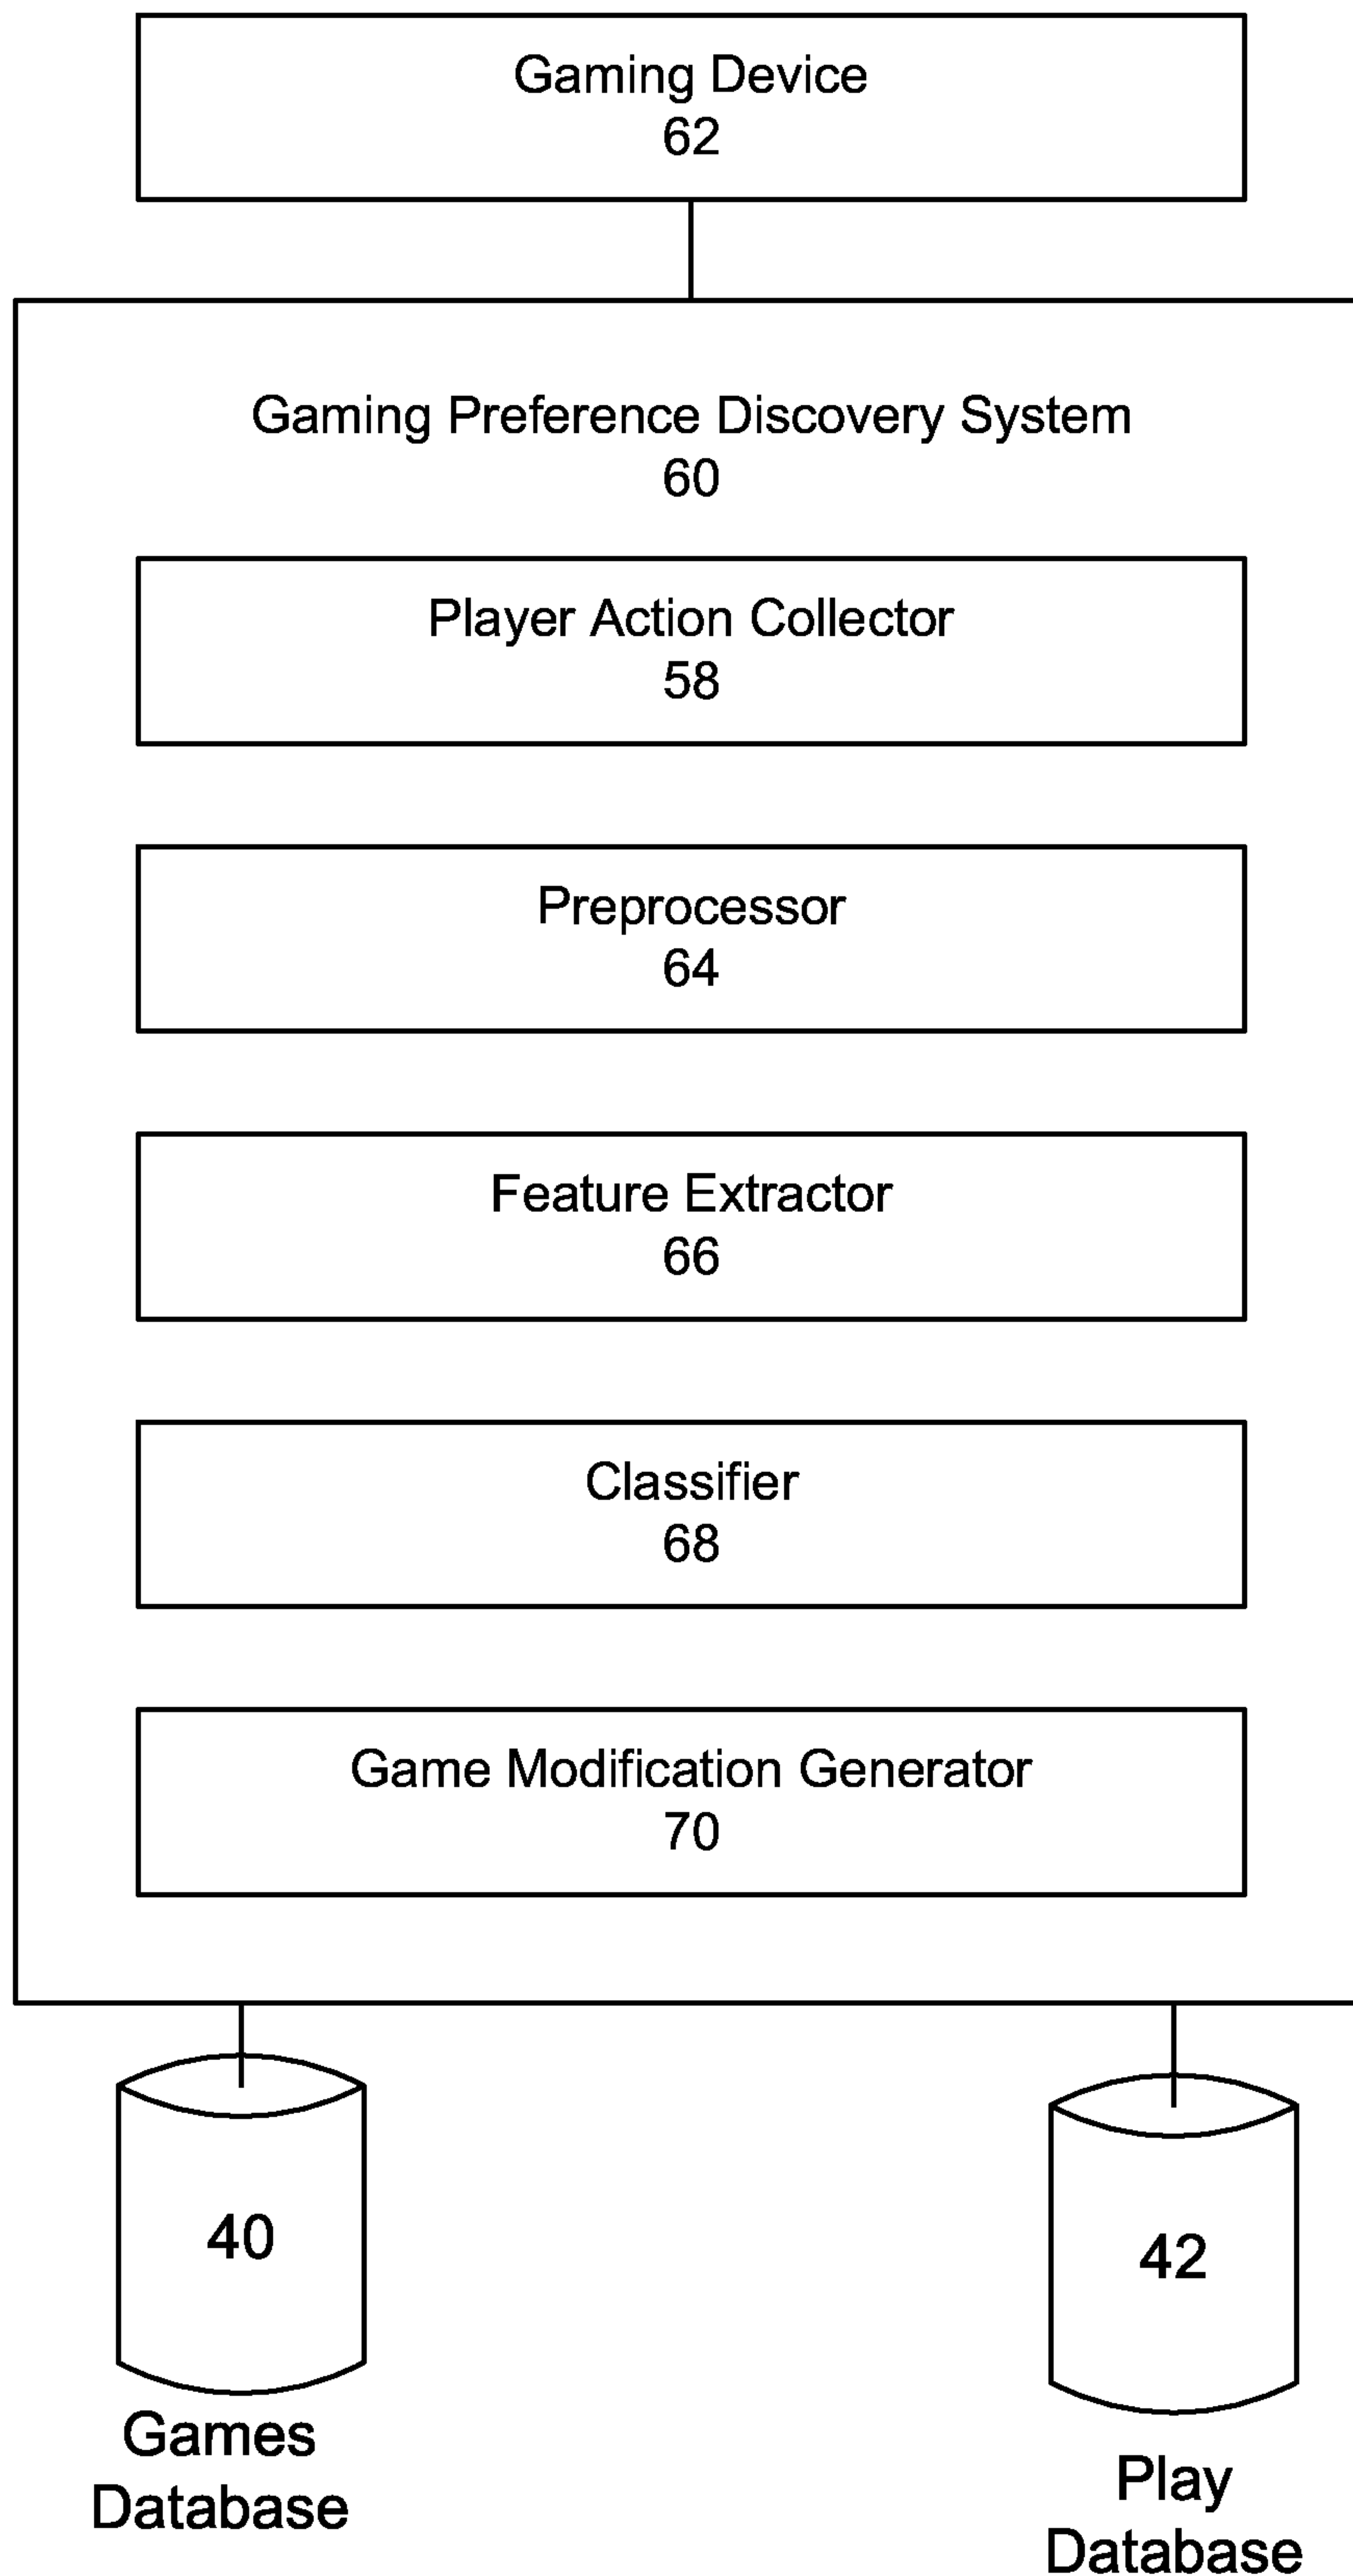 Gaming Device
62
Gaming Preference Discovery System
60
Player Action Collector
58
Preprocessor
64
Feature Extractor
66
Classifier
68
Game Modification Generator
70
40
Games
Database
42
Play
Database